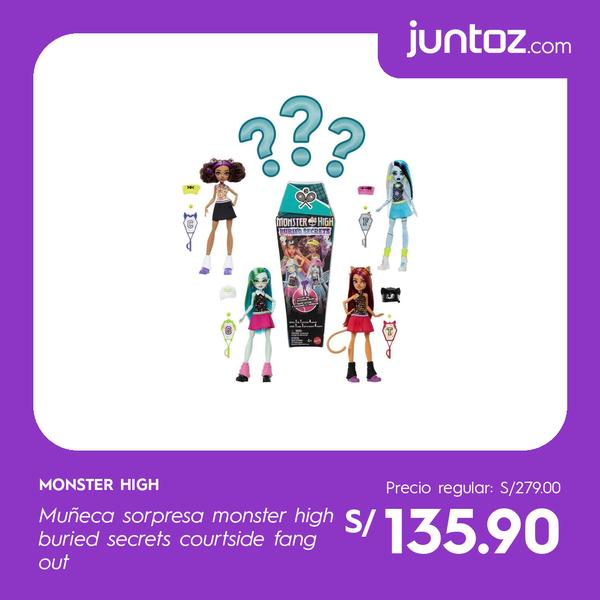 juntoz.com
???
MONSTER HIGH
BURIED SECRETS
MONSTER HIGH
Precio regular: S/279.00
Muñeca sorpresa monster high
buried secrets courtside fang
out
S/ 135.90